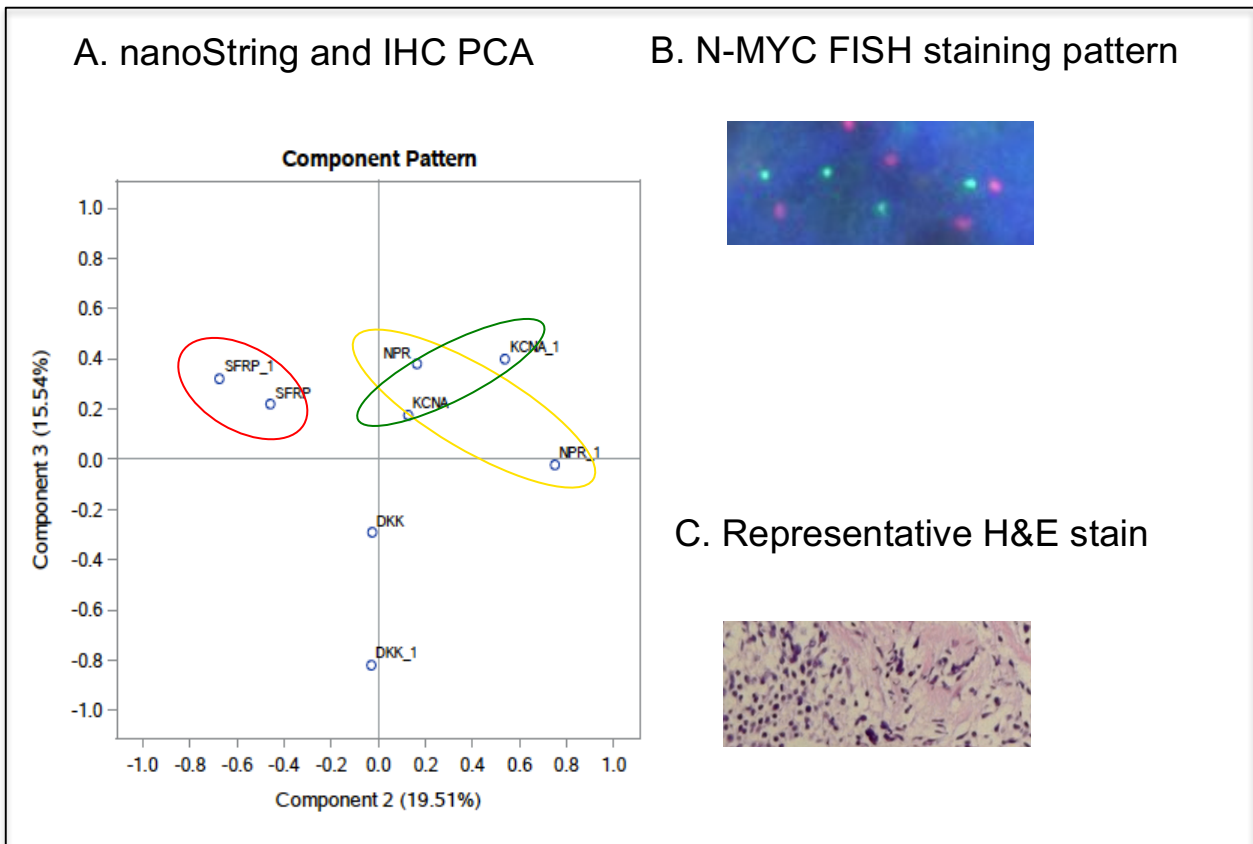 A. nanoString and IHC PCA
B. N-MYC FISH staining pattern
Component Pattern
Component 3 (15.54%)
1.0
0.8
0.6
0.4
0.2
0.0
-0.2
-0.4
-0.6
-0.8
-1.0
SFRP_1
SFRP
NPR
KCNA_1
KCNA
NPR_1
DKK
DKK_1
-1.0 -0.8 -0.6 -0.4 -0.2 0.0 0.2 0.4 0.6 0.8 1.0
Component 2 (19.51%)
C. Representative H&E stain